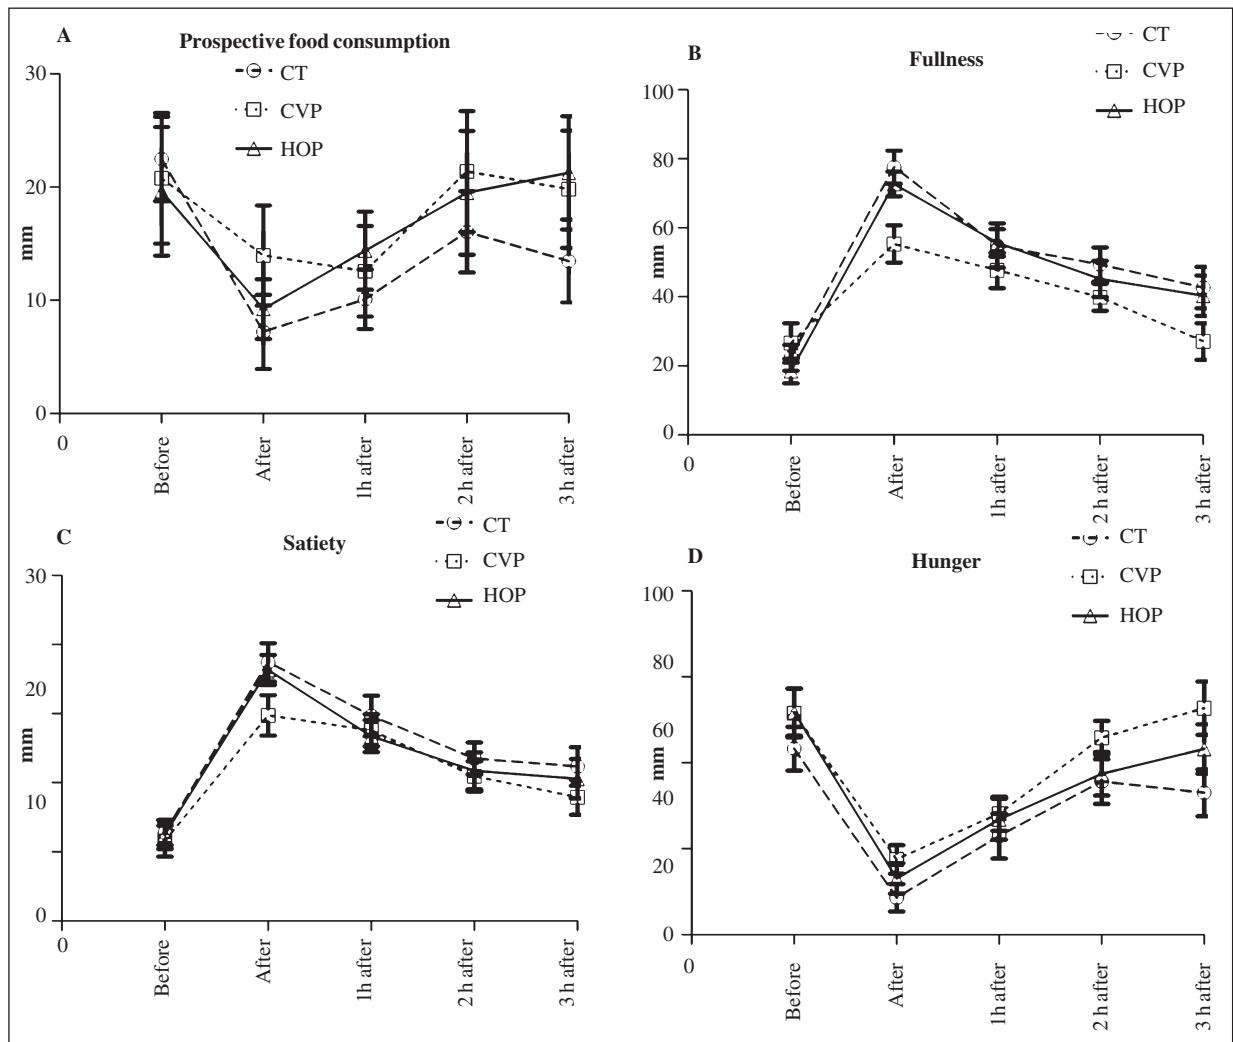 A
Prospective food consumption
CT
CVP
HOP
30
20
10
0
mm
0
Before
After
1h after
2 h after
3 h after
B
Fullness
CT
CVP
HOP
100
80
60
40
20
0
mm
0
Before
After
1h after
2 h after
3 h after
C
Satiety
CT
CVP
HOP
30
20
10
0
mm
0
Before
After
1h after
2 h after
3 h after
D
Hunger
CT
CVP
HOP
100
80
60
40
20
0
mm
0
Before
After
1h after
2 h after
3 h after